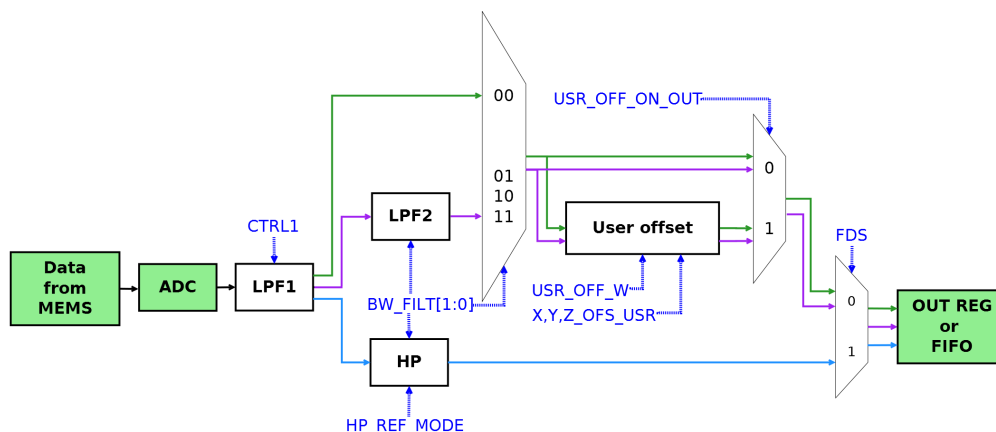 00
USR_OFF_ON_OUT
01
10
11
0
1
LPF2
User offset
CTRL1
FDS
Data
from
MEMS
ADC
LPF1
BW_FILT[1:0]
USR_OFF_W
X,Y,Z_OFS_USR
0
1
OUT REG
or
FIFO
HP
HP_REF_MODE